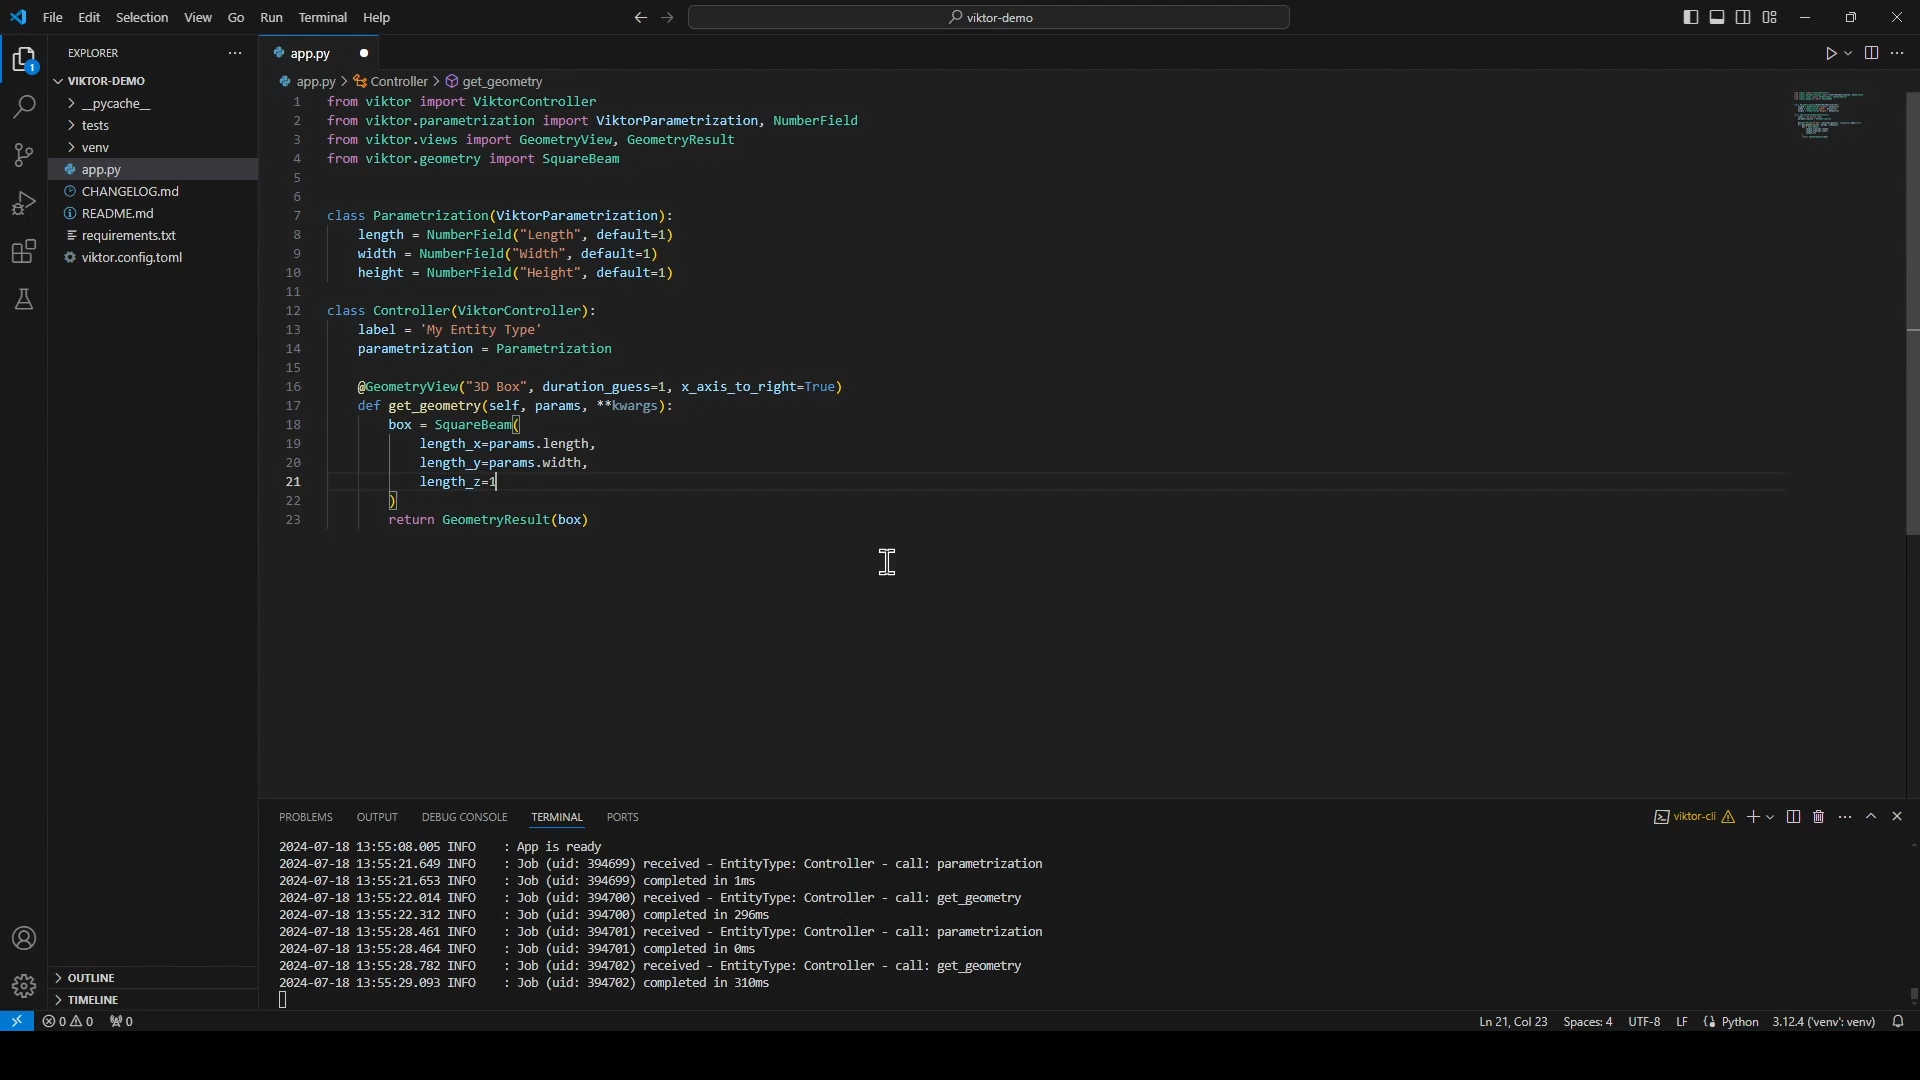 File Edit Selection View Go Run Terminal Help
viktor-demo
EXPLORER
VIKTOR-DEMO
__pycache__
tests
venv
app.py
CHANGELOG.md
README.md
requirements.txt
viktor.config.toml
OUTLINE
TIMELINE
1
app.py
app.py > Controller > get_geometry
1 from viktor import ViktorController
2 from viktor.parametrization import ViktorParametrization, NumberField
3 from viktor.views import GeometryView, GeometryResult
4 from viktor.geometry import SquareBeam
5
6
7 class Parametrization(ViktorParametrization):
8 length = NumberField("Length", default=1)
9 width = NumberField("Width", default=1)
10 height = NumberField("Height", default=1)
11
12 class Controller(ViktorController):
13 label = 'My Entity Type'
14 parametrization = Parametrization
15
16 @GeometryView("3D Box", duration_guess=1, x_axis_to_right=True)
17 def get_geometry(self, params, **kwargs):
18 box = SquareBeam(
19 length_x=params.length,
20 length_y=params.width,
21 length_z=1
22 )
23 return GeometryResult(box)
PROBLEMS OUTPUT DEBUG CONSOLE TERMINAL PORTS
viktor-cli
2024-07-18 13:55:08.005 INFO : App is ready
2024-07-18 13:55:21.649 INFO : Job (uid: 394699) received - EntityType: Controller - call: parametrization
2024-07-18 13:55:21.653 INFO : Job (uid: 394699) completed in 1ms
2024-07-18 13:55:22.014 INFO : Job (uid: 394700) received - EntityType: Controller - call: get_geometry
2024-07-18 13:55:22.312 INFO : Job (uid: 394700) completed in 296ms
2024-07-18 13:55:28.461 INFO : Job (uid: 394701) received - EntityType: Controller - call: parametrization
2024-07-18 13:55:28.464 INFO : Job (uid: 394701) completed in 0ms
2024-07-18 13:55:28.782 INFO : Job (uid: 394702) received - EntityType: Controller - call: get_geometry
2024-07-18 13:55:29.093 INFO : Job (uid: 394702) completed in 310ms
0 0 0
Ln 21, Col 23 Spaces: 4 UTF-8 LF Python 3.12.4 ('venv': venv)